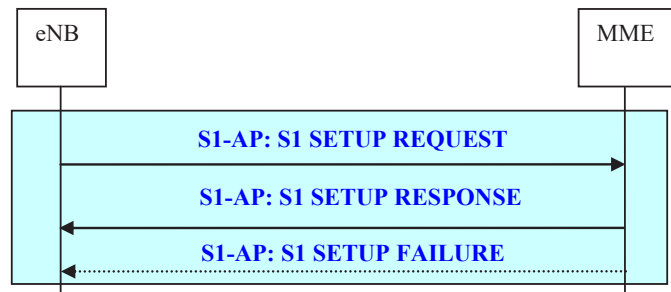 eNB
MME
S1-AP: S1 SETUP REQUEST
S1-AP: S1 SETUP RESPONSE
S1-AP: S1 SETUP FAILURE